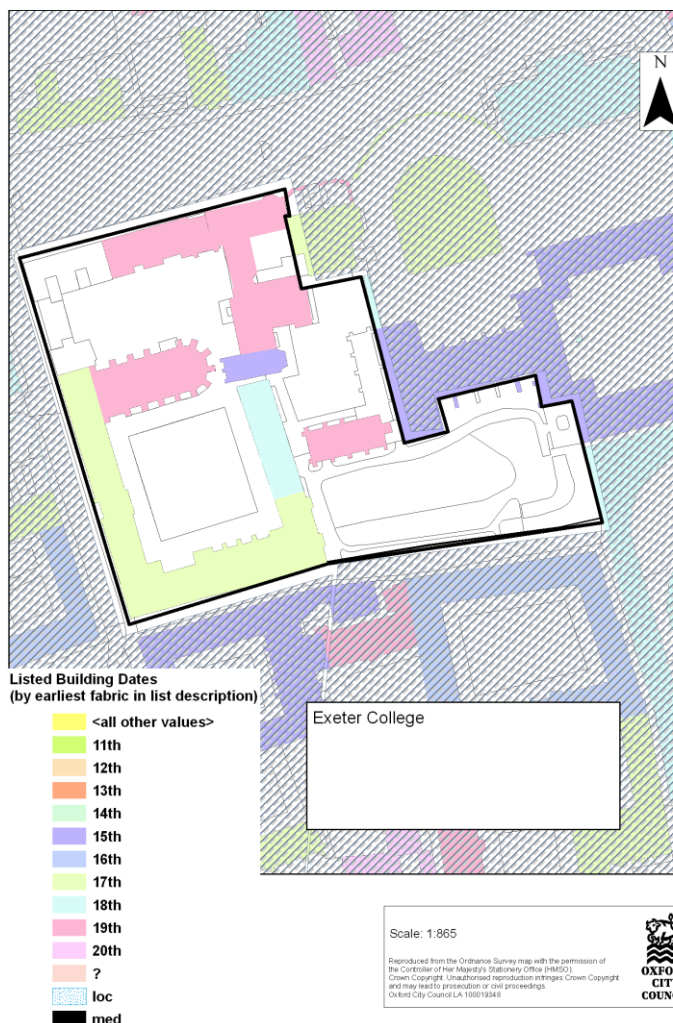 N
Listed Building Dates
(by earliest fabric in list description)
<all other values>
11th
12th
13th
14th
15th
16th
17th
18th
19th
20th
?
loc
med
Exeter College
Scale: 1:865
Reproduced from the Ordnance Survey map with the permission of
the Controller of Her Majesty's Stationery Office (HMSO).
Crown Copyright. Unauthorised reproduction infringes Crown Copyright
and may lead to prosecution or civil proceedings.
Oxford City Council LA 100019348
OXFO
CIT
COUNC